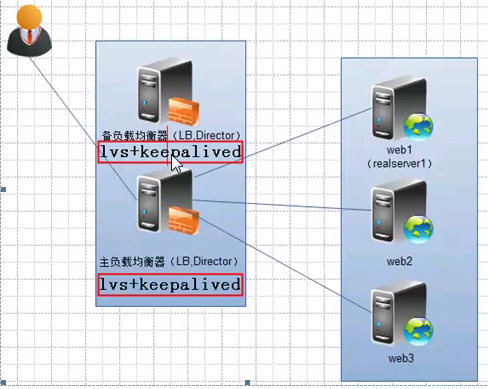 备负载均衡器（LB,Director）
lvs+keepalived
主负载均衡器（LB,Director）
lvs+keepalived
web1
（realserver1）
web2
web3